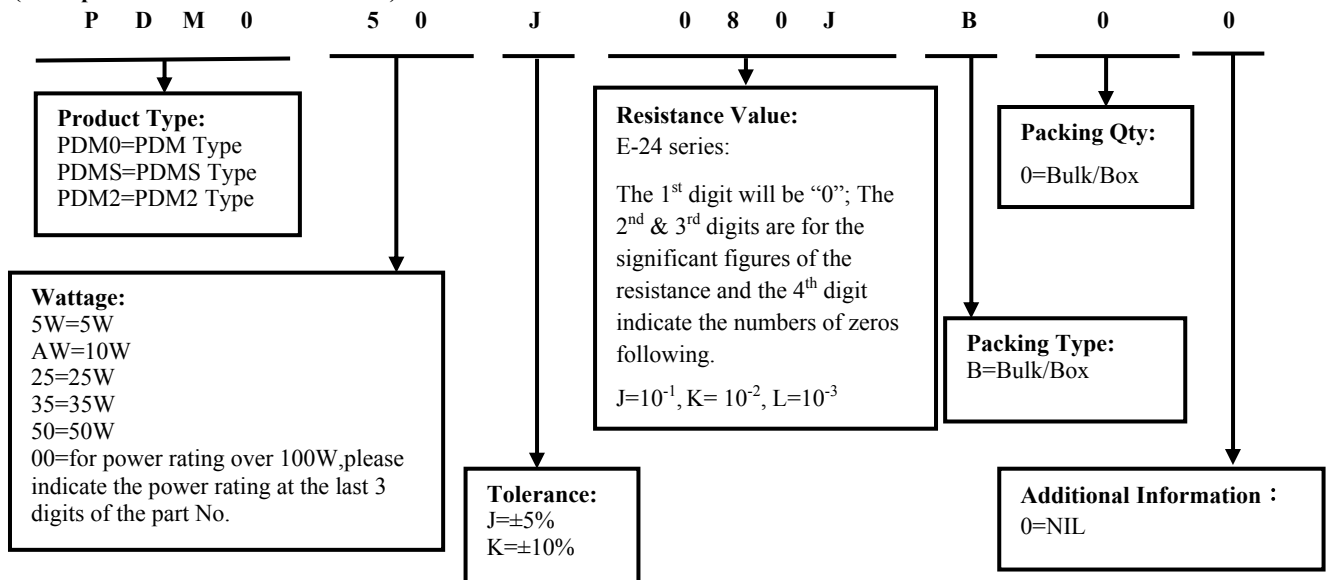 P D M 0 5 0 J 0 8 0 J B 0 0
Product Type:
PDM0=PDM Type
PDMS=PDMS Type
PDM2=PDM2 Type
Resistance Value:
E-24 series:
The 1st digit will be “0”; The
2nd & 3rd digits are for the
significant figures of the
resistance and the 4th digit
indicate the numbers of zeros
following.
J=10-1, K= 10-2, L=10-3
Packing Qty:
0=Bulk/Box
Wattage:
5W=5W
AW=10W
25=25W
35=35W
50=50W
00=for power rating over 100W,please
indicate the power rating at the last 3
digits of the part No.
Packing Type:
B=Bulk/Box
Tolerance:
J=±5%
K=±10%
Additional Information：
0=NIL